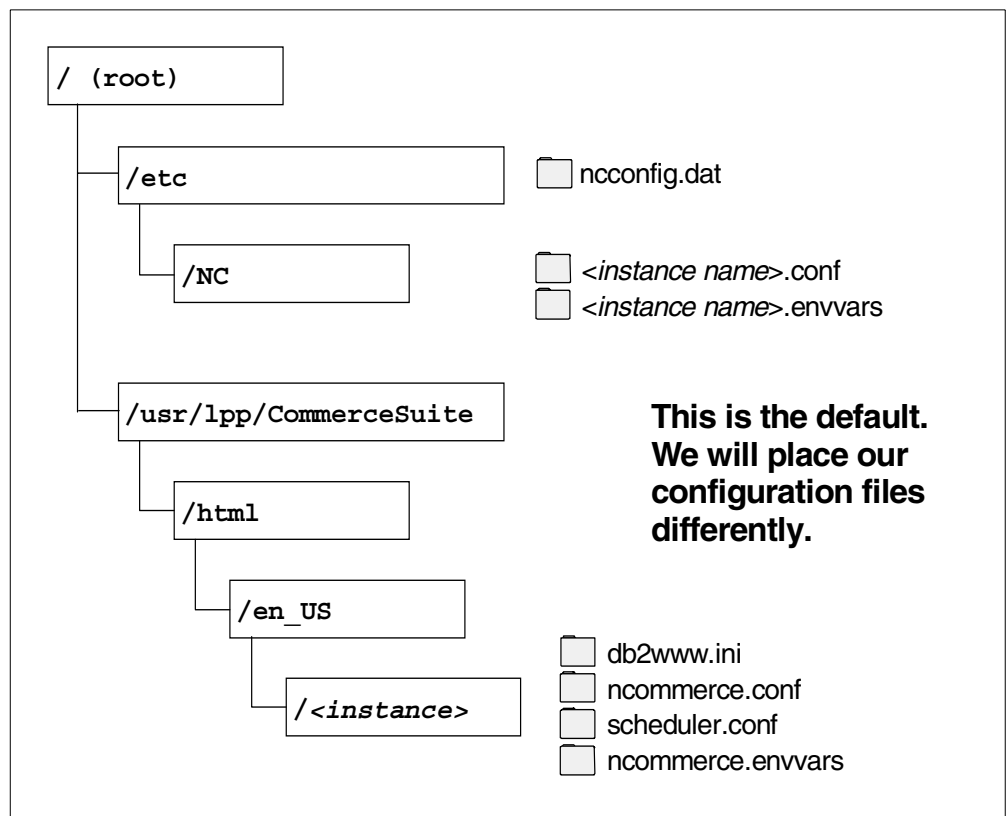 / (root)
/etc
ncconfig.dat
/NC
<instance name>.conf
<instance name>.envvars
/usr/lpp/CommerceSuite
This is the default.
We will place our
configuration files
differently.
/html
/en_US
/<instance>
db2www.ini
ncommerce.conf
scheduler.conf
ncommerce.envvars